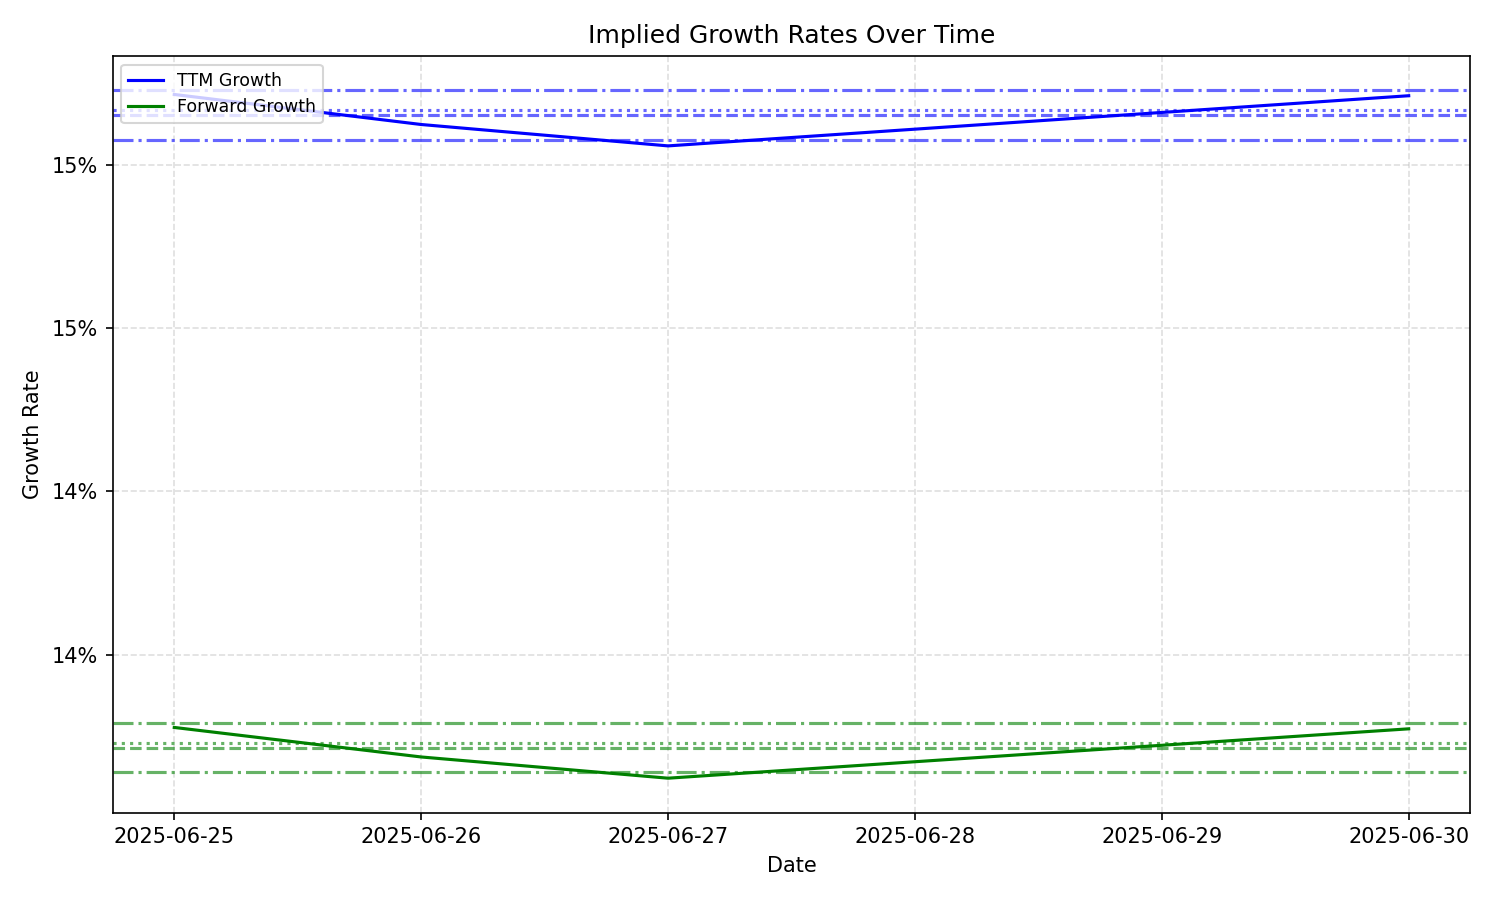 Implied Growth Rates Over Time
TTM Growth
Forward Growth
15%
15%
14%
14%
Growth Rate
2025-06-25
2025-06-26
2025-06-27
2025-06-28
2025-06-29
2025-06-30
Date